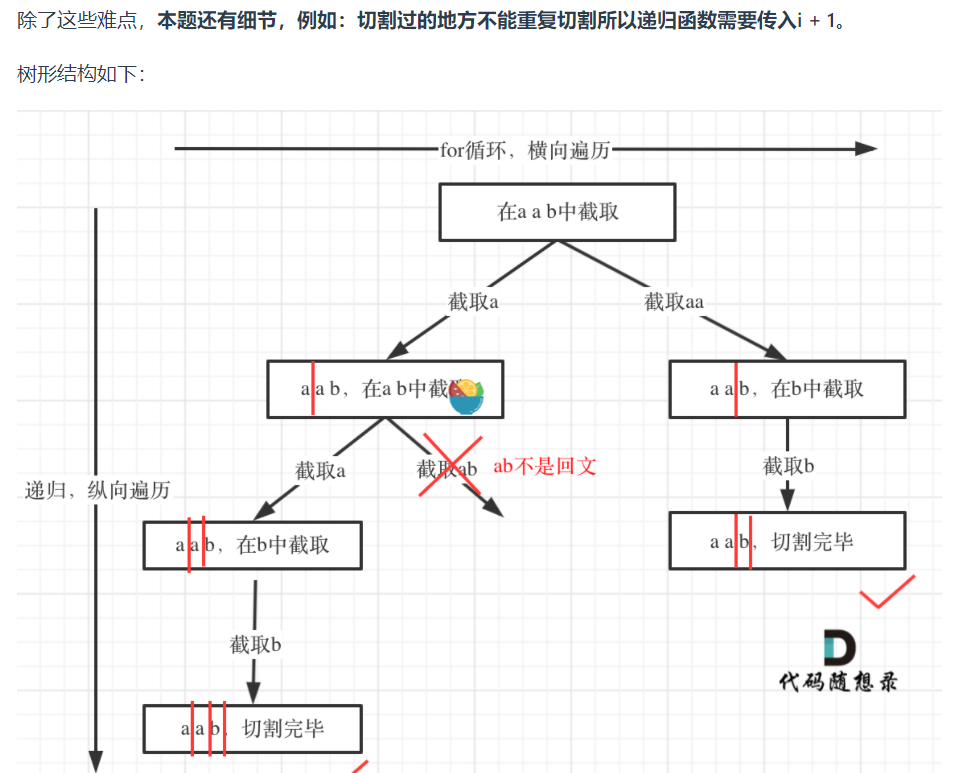 除了这些难点，本题还有细节，例如：切割过的地方不能重复切割所以递归函数需要传入i + 1。
树形结构如下：
for循环，横向遍历
在a a b中截取
截取a
截取aa
a a b，在a b中截
a a b，在b中截取
截取a
截取ab
ab不是回文
截取b
递归，纵向遍历
a a b，在b中截取
a a b，切割完毕
截取b
代码随想录
a a b，切割完毕